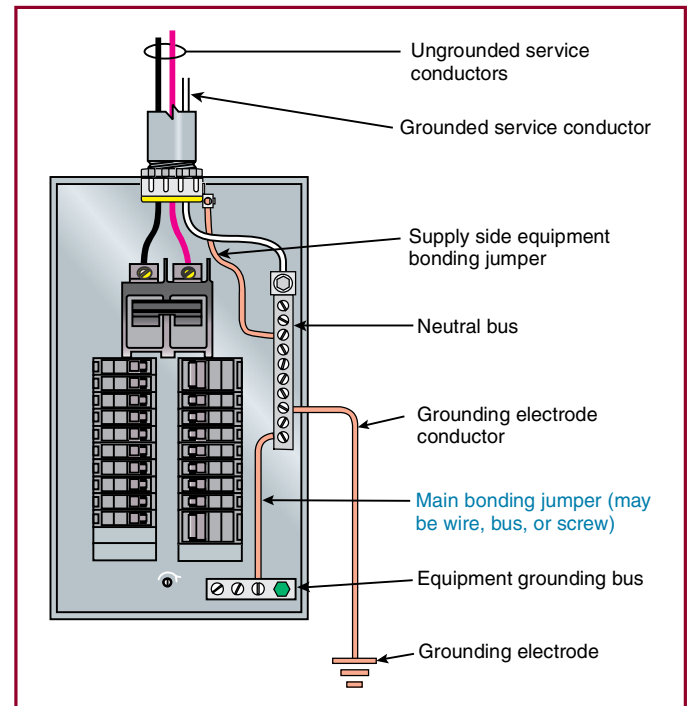 Ungrounded service
conductors
Grounded service conductor
Supply side equipment
bonding jumper
Neutral bus
Grounding electrode
conductor
Main bonding jumper (may
be wire, bus, or screw)
Equipment grounding bus
Grounding electrode